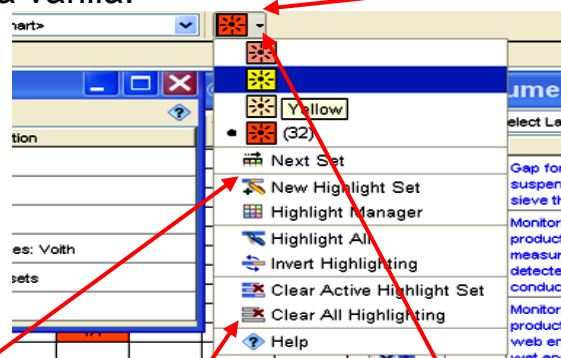 a vanilla.
hart>
Yellow
(32)
Next Set
New Highlight Set
Highlight Manager
Highlight All
Invert Highlighting
Clear Active Highlight Set
Clear All Highlighting
Help
tion
es: Voith
sets
ume
elect La
Gap for
suspen
sieve th
Monitor
product
measur
detecte
conduc
Monitor
product
web en